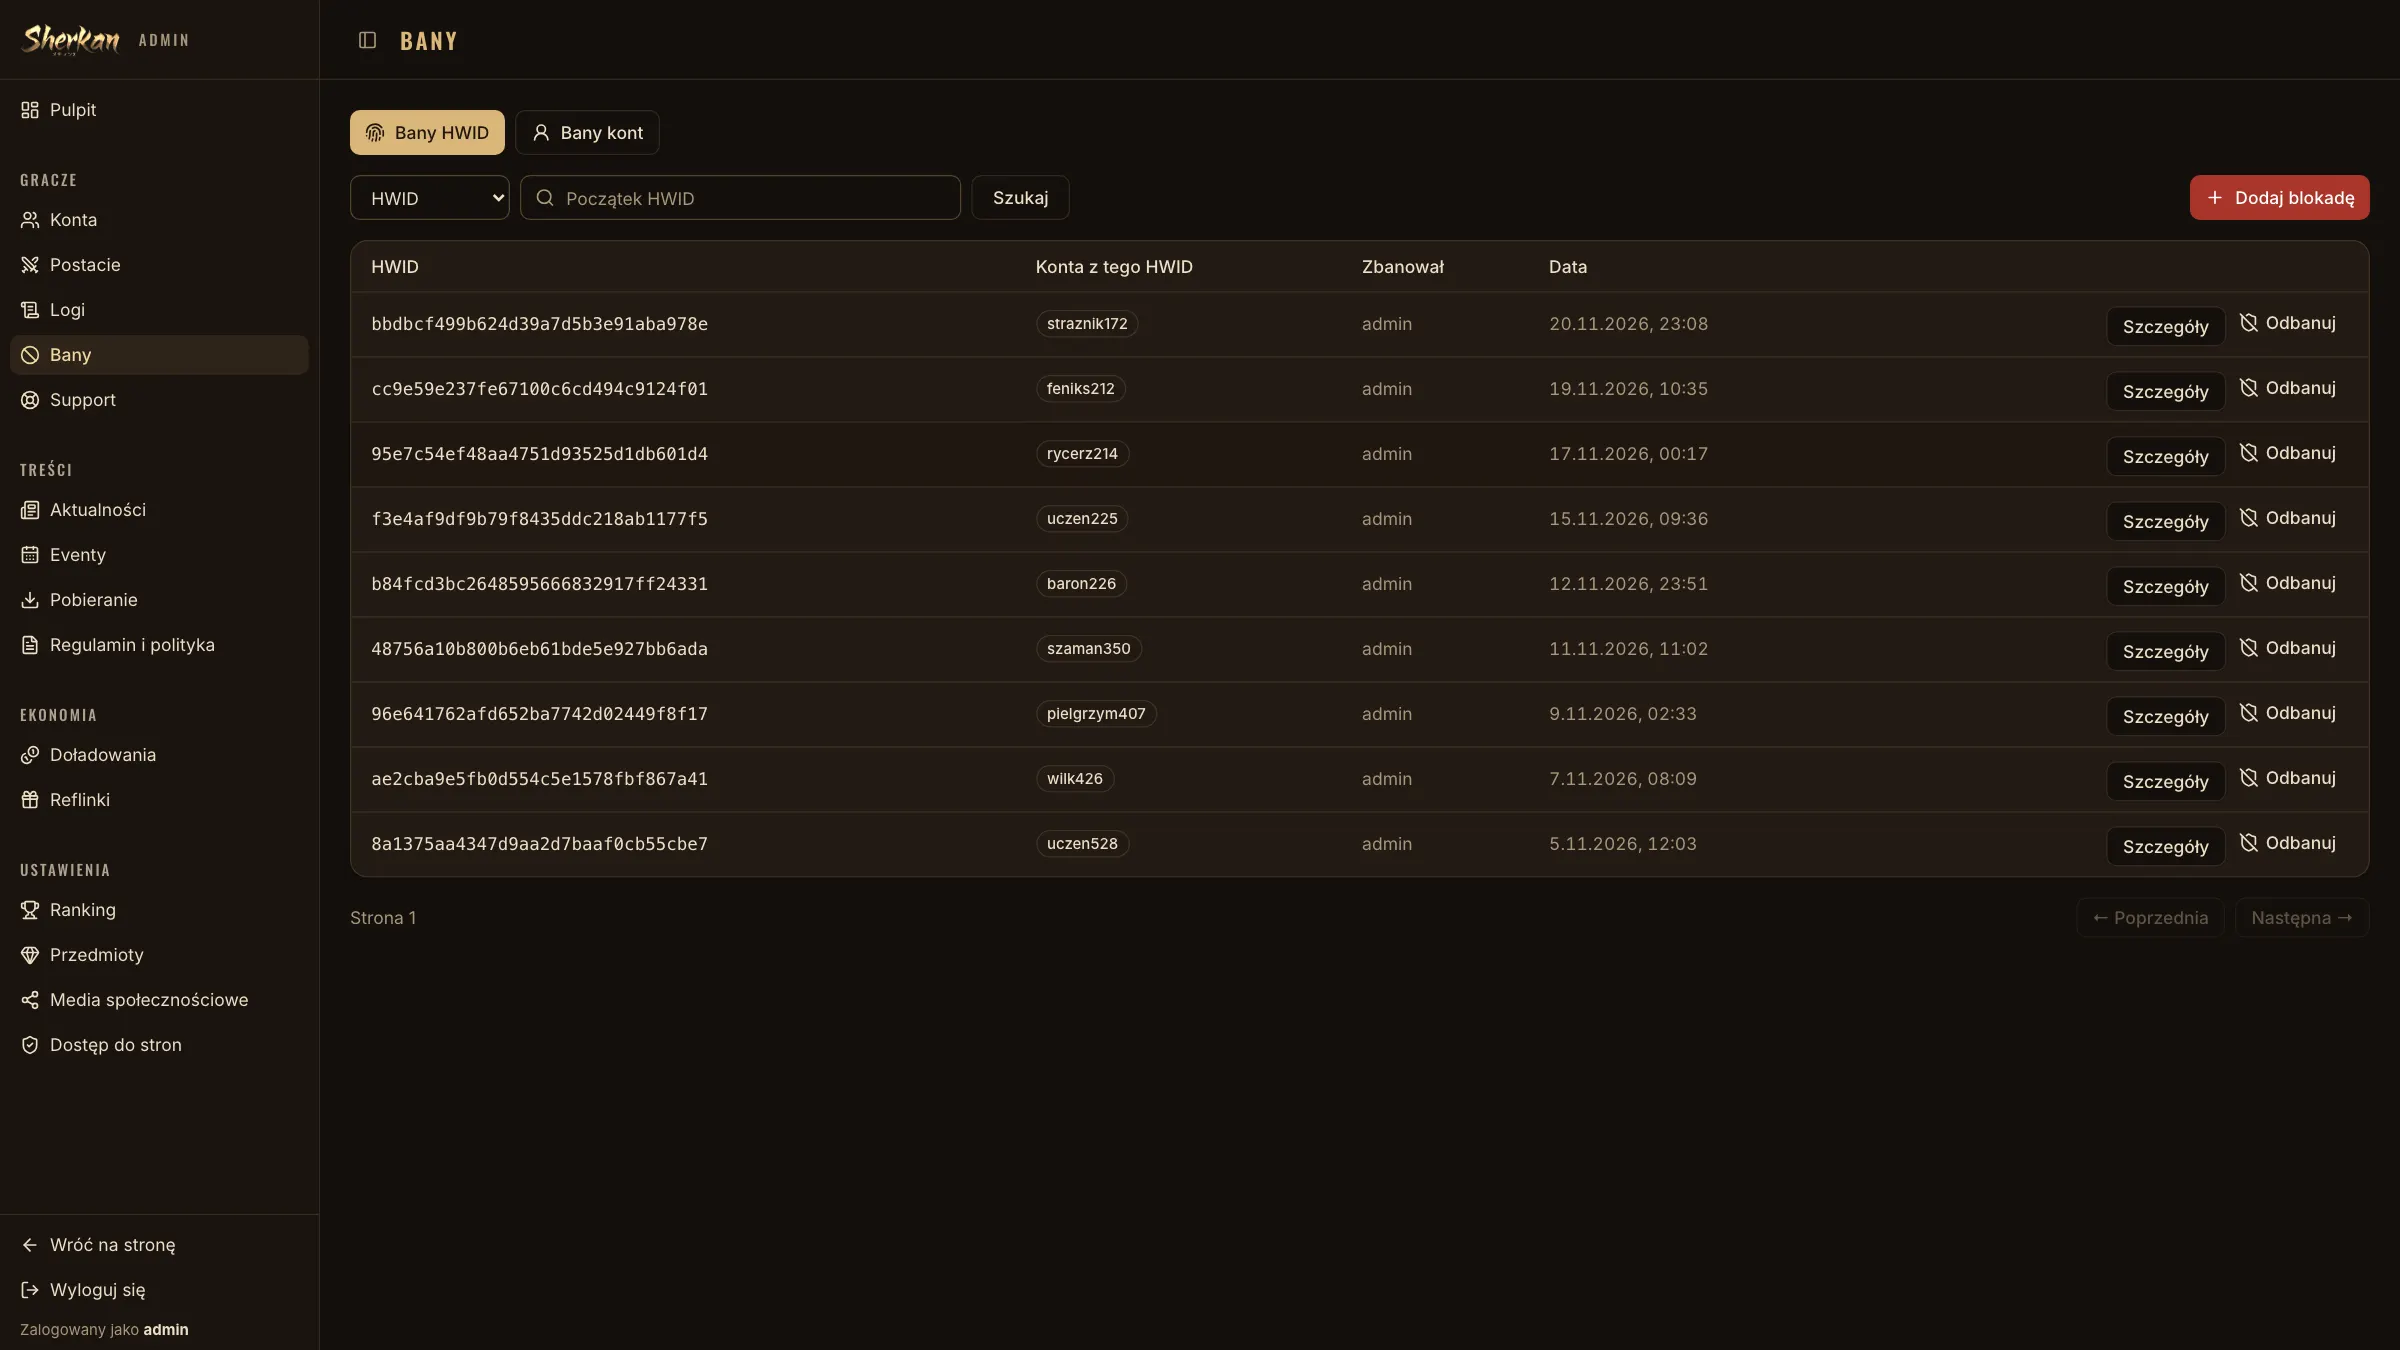 Sherkan ADMIN
BANY
Pulpit
GRACZE
Konta
Postacie
Logi
Bany
Support
TREŚCI
Aktualności
Eventy
Pobieranie
Regulamin i polityka
EKONOMIA
Doładowania
Reflinki
USTAWIENIA
Ranking
Przedmioty
Media społecznościowe
Dostęp do stron
Wróć na stronę
Wyloguj się
Zalogowany jako admin
Bany HWID Bany kont
HWID Początek HWID Szukaj + Dodaj blokadę
HWID Konta z tego HWID Zbanował Data
bbdbcf499b624d39a7d5b3e91aba978e straznik172 admin 20.11.2026, 23:08 Szczegóły Odbanuj
cc9e59e237fe67100c6cd494c9124f01 feniks212 admin 19.11.2026, 10:35 Szczegóły Odbanuj
95e7c54ef48aa4751d93525d1db601d4 rycerz214 admin 17.11.2026, 00:17 Szczegóły Odbanuj
f3e4af9df9b79f8435ddc218ab1177f5 uczen225 admin 15.11.2026, 09:36 Szczegóły Odbanuj
b84fcd3bc2648595666832917ff24331 baron226 admin 12.11.2026, 23:51 Szczegóły Odbanuj
48756a10b800b6eb61bde5e927bb6ada szaman350 admin 11.11.2026, 11:02 Szczegóły Odbanuj
96e641762afd652ba7742d02449f8f17 pielgrzym407 admin 9.11.2026, 02:33 Szczegóły Odbanuj
ae2cba9e5fb0d554c5e1578fbf867a41 wilk426 admin 7.11.2026, 08:09 Szczegóły Odbanuj
8a1375aa4347d9aa2d7baaf0cb55cbe7 uczen528 admin 5.11.2026, 12:03 Szczegóły Odbanuj
Strona 1 ← Poprzednia Następna →